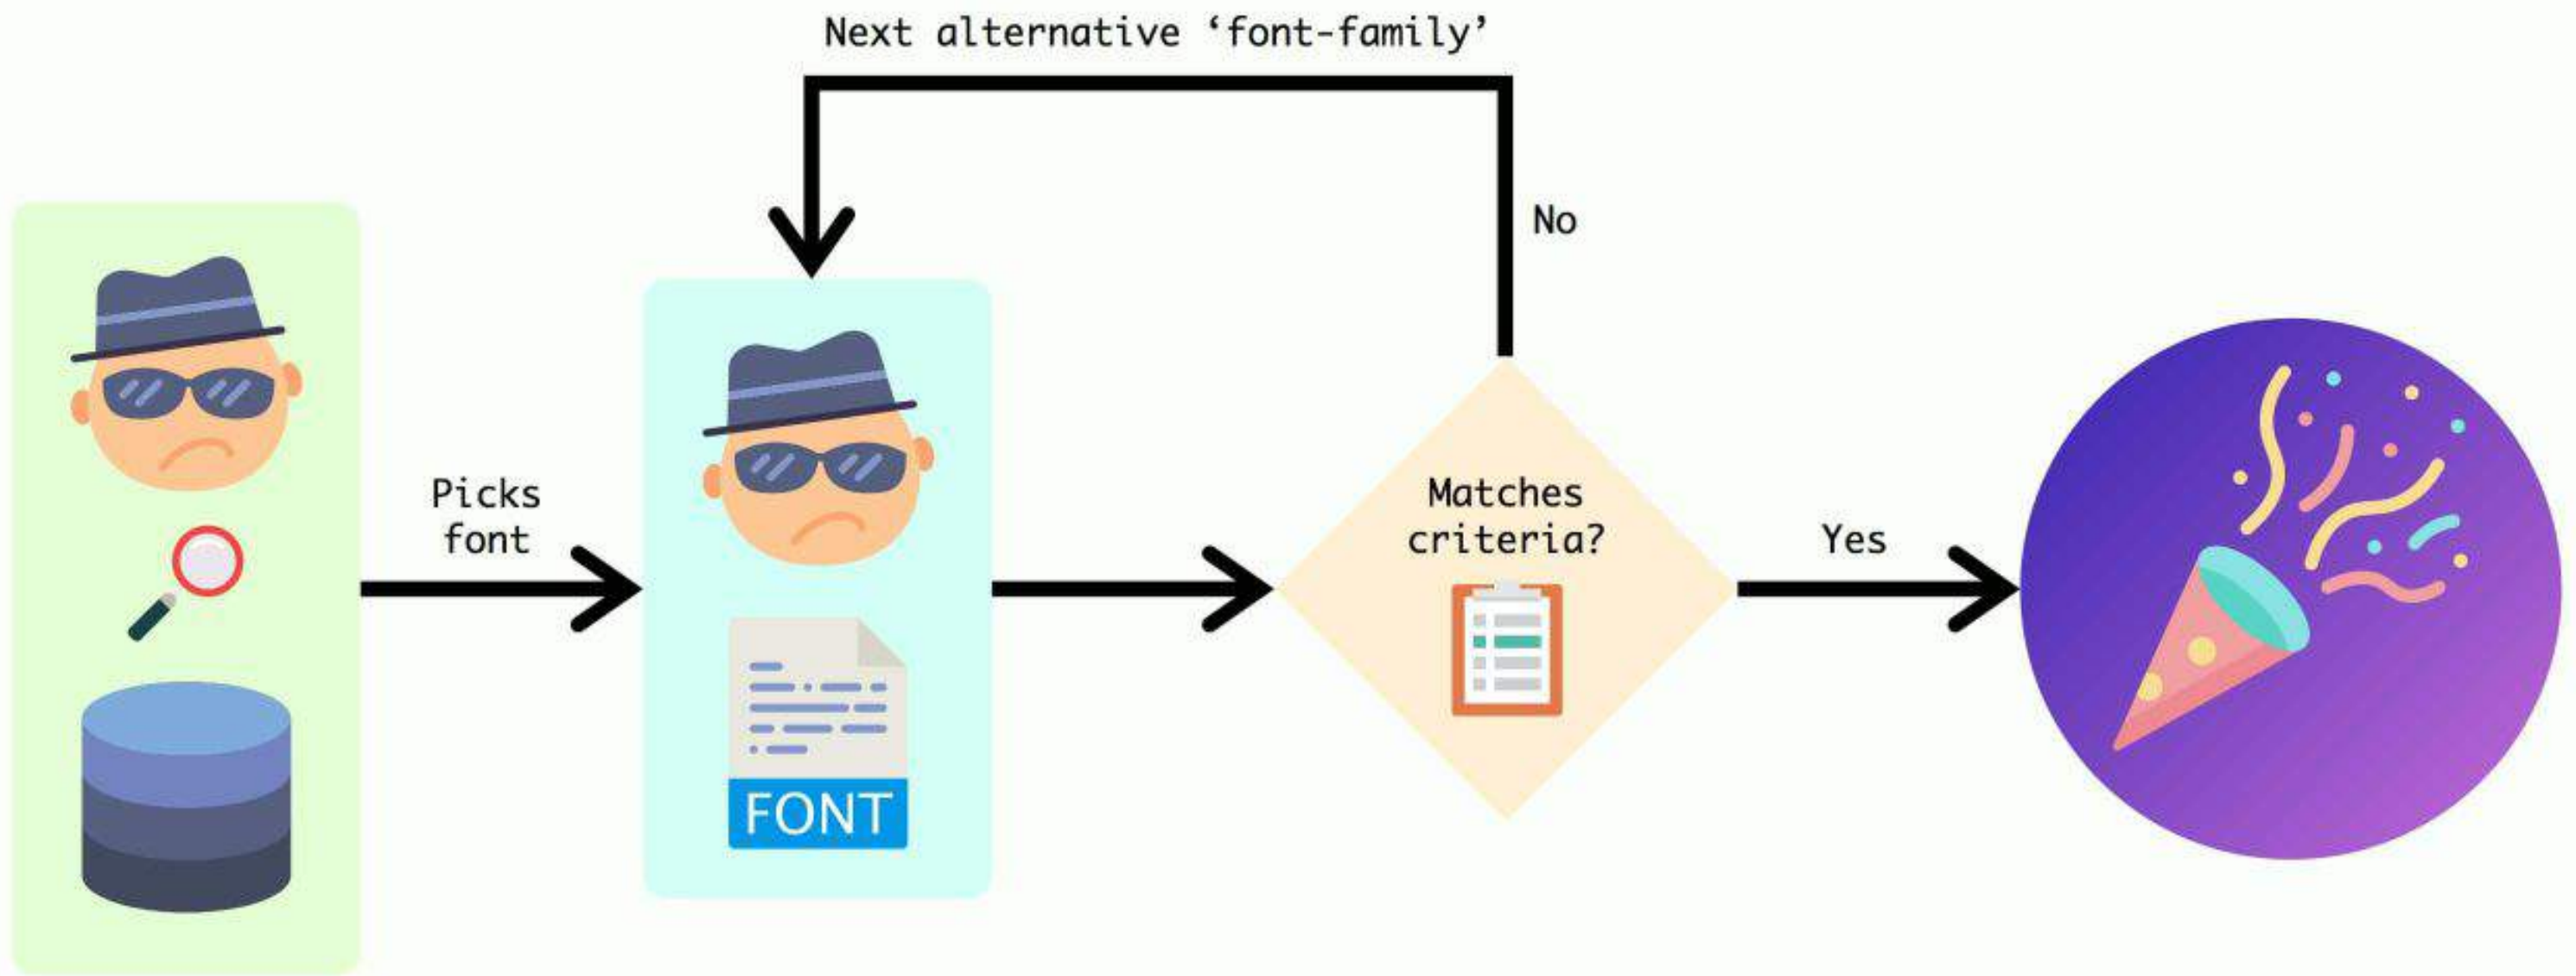 Next alternative ‘font-family’
No
Picks
font
Matches
criteria?
Yes
FONT